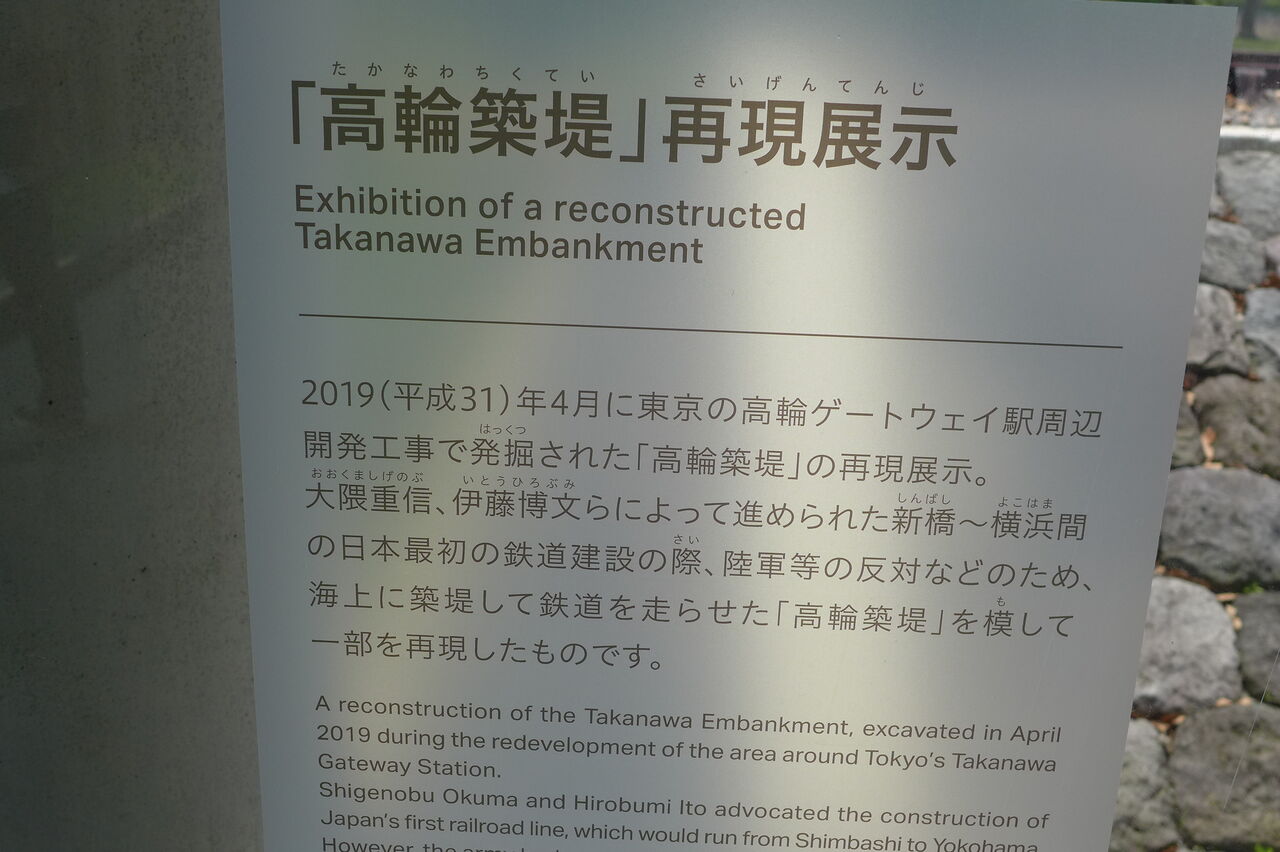 たかなわちくてい さいげんてんじ
「高輪築堤」再現展示
Exhibition of a reconstructed
Takanawa Embankment
2019(平成31)年4月に東京の高輪ゲートウェイ駅周辺
はっくつ
開発工事で発掘された「高輪築堤」の再現展示。
おおくましげのぶ いとうひろぶみ しんばし よこはま
大隈重信、伊藤博文らによって進められた新橋〜横浜間
さい
の日本最初の鉄道建設の際、陸軍等の反対などのため、
も
海上に築堤して鉄道を走らせた「高輪築堤」を模して
一部を再現したものです。
A reconstruction of the Takanawa Embankment, excavated in April
2019 during the redevelopment of the area around Tokyo's Takanawa
Gateway Station.
Shigenobu Okuma and Hirobumi Ito advocated the construction of
Japan's first railroad line, which would run from Shimbashi to Yokohama.
However, the army